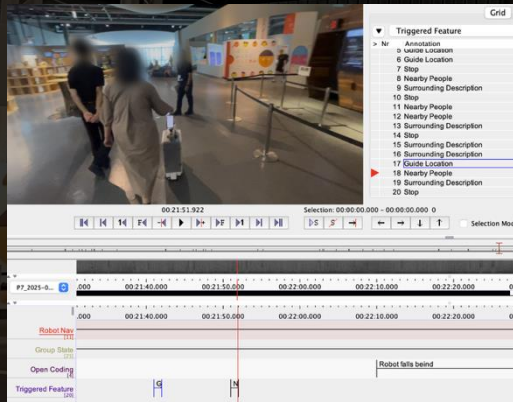 Grid
Triggered Feature
> Nr Annotation
6 Guide Location
7 Stop
8 Nearby People
9 Surrounding Description
10 Stop
11 Nearby People
12 Nearby People
13 Surrounding Description
14 Stop
15 Surrounding Description
16 Surrounding Description
17 Guide Location
18 Nearby People
19 Surrounding Description
20 Stop
00:21:51.922
Selection: 00:00:00.000 - 00:00:00.000 0
Selection Mod
P7_2025-0...
.000 00:21:40.000 00:21:50.000 00:22:00.000 00:22:10.000 00:22:20.000
.000 00:21:40.000 00:21:50.000 00:22:00.000 00:22:10.000 00:22:20.000
Robot Nav
Group State
Open Coding
Robot falls beind
Triggered Feature
[20]
G
N